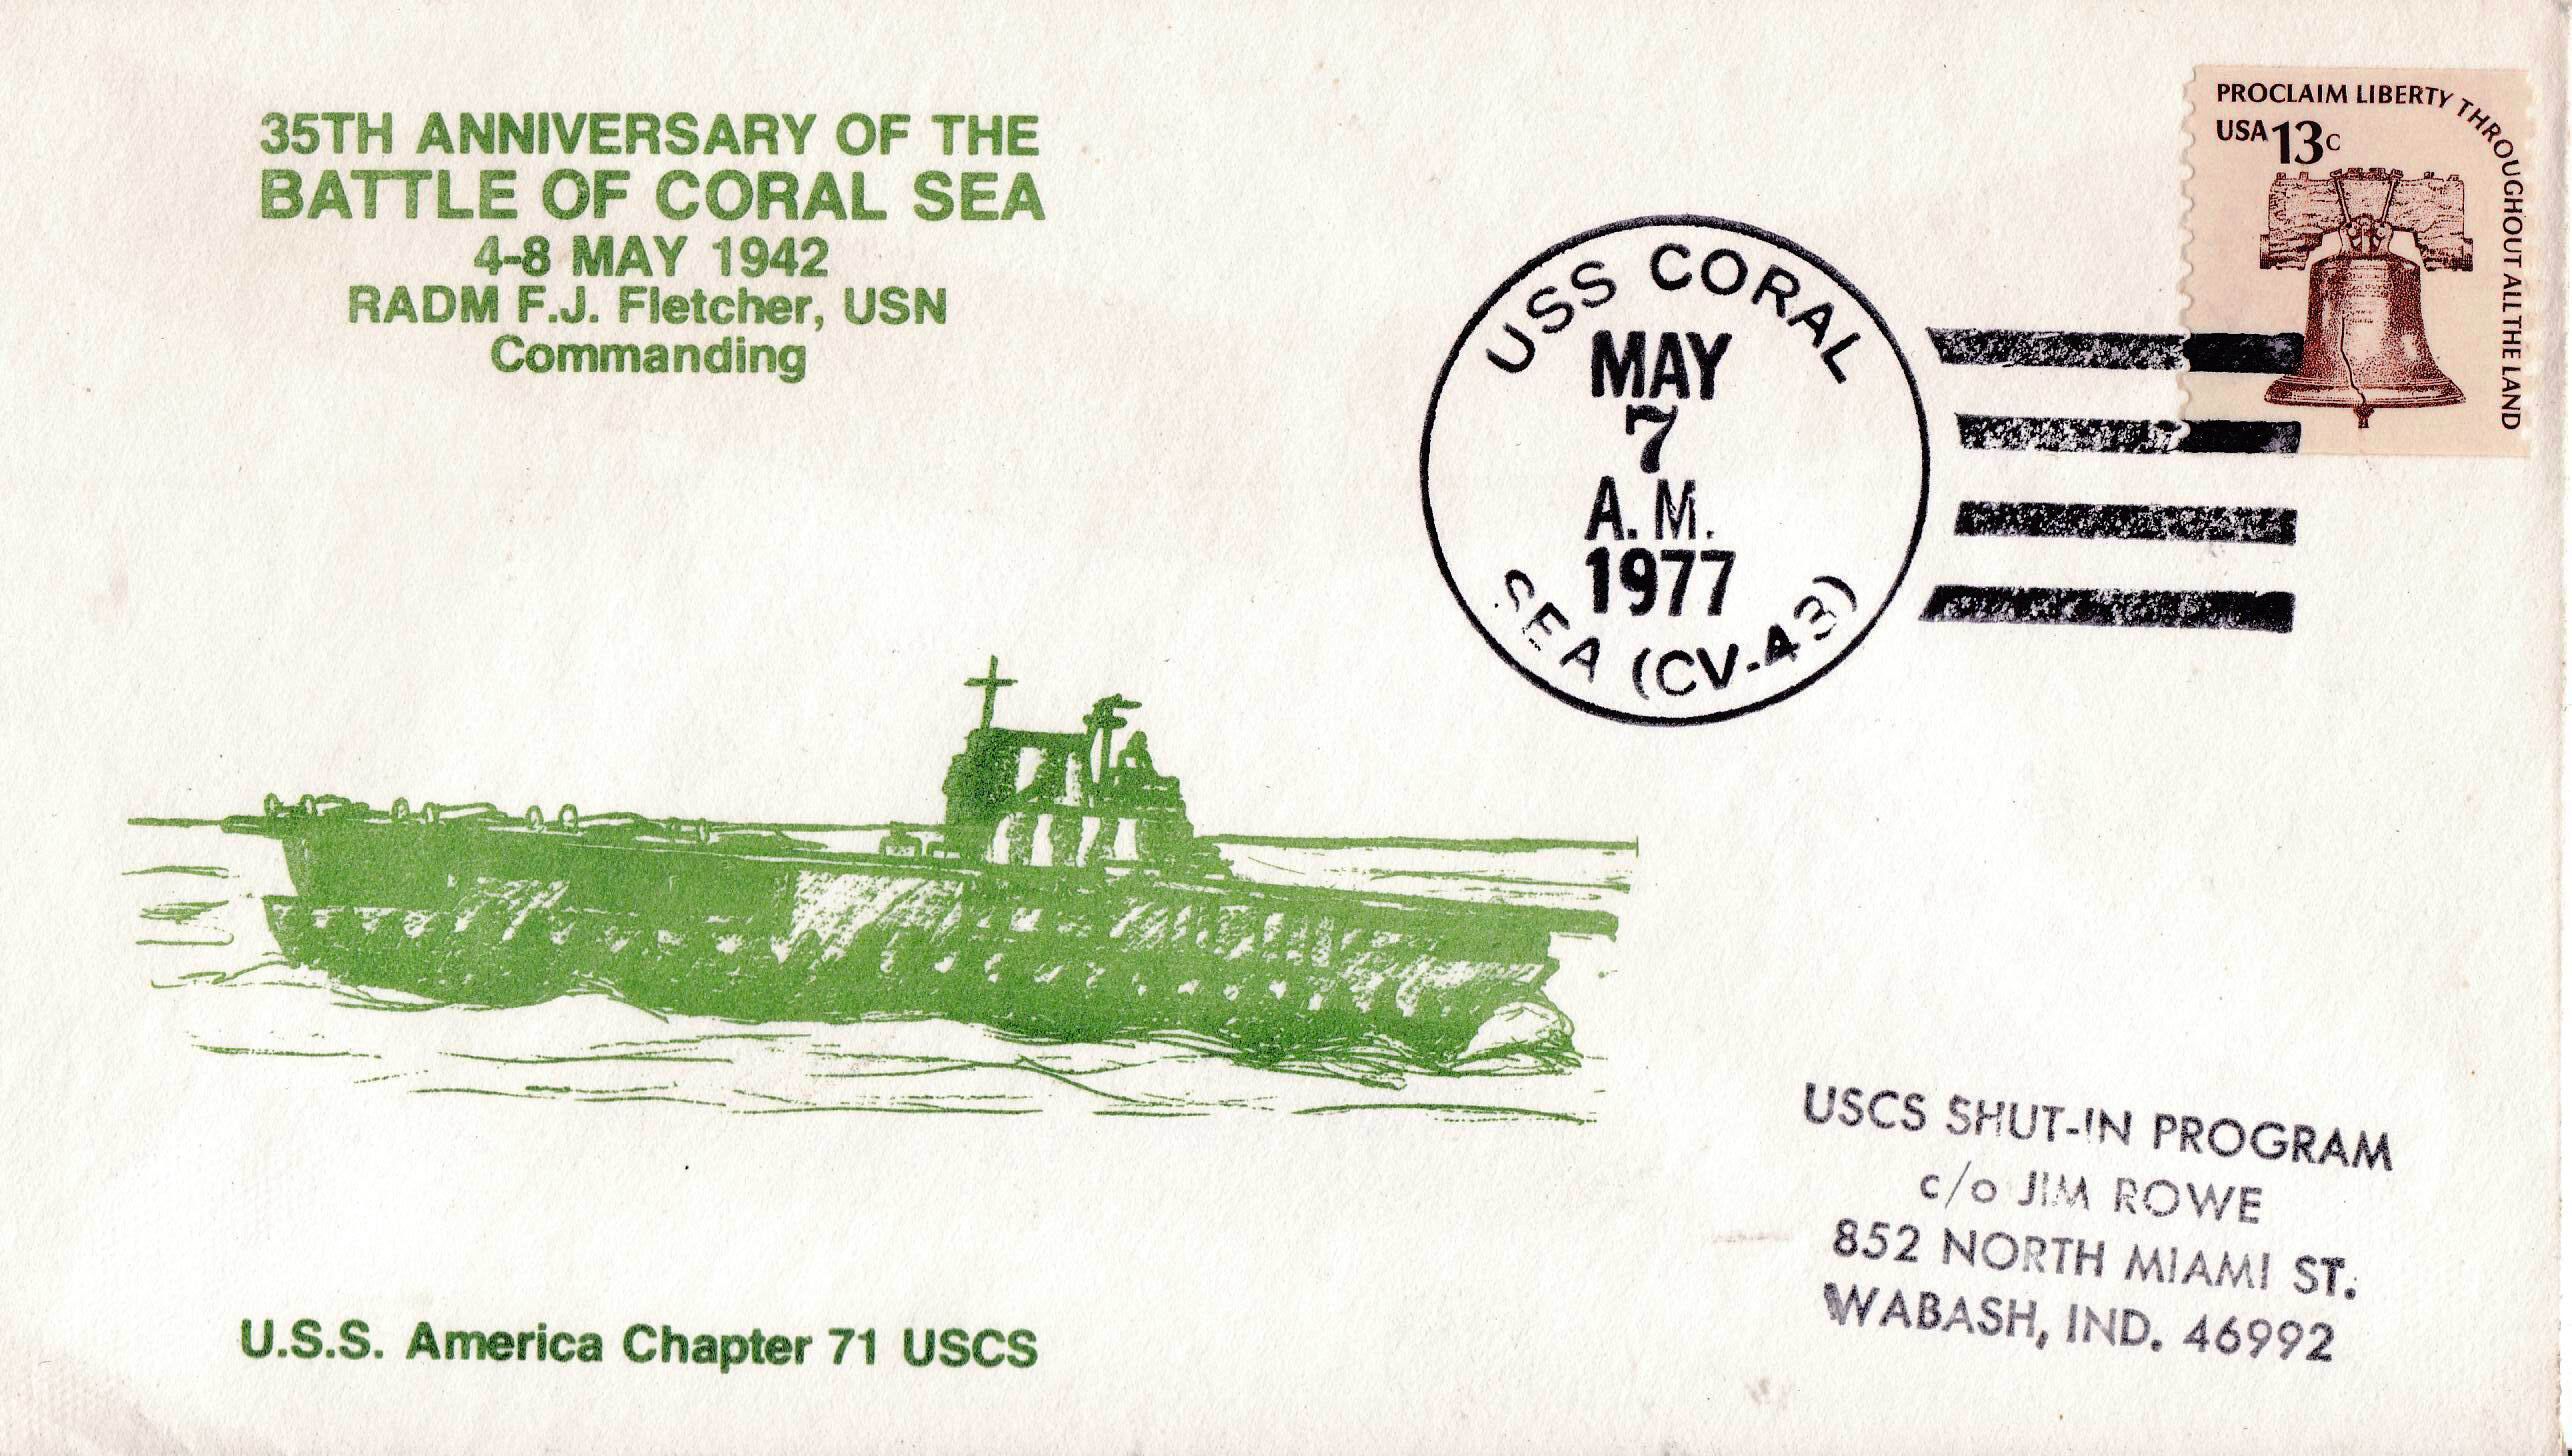 35TH ANNIVERSARY OF THE
BATTLE OF CORAL SEA
4-8 MAY 1942
RADM F.J. Fletcher, USN
Commanding
PROCLAIM LIBERTY THROUGHOUT ALL THE LAND
USA 13c
USS CORAL
MAY
7
A.M.
1977
SEA (CV-43)
USCS SHUT-IN PROGRAM
c/o JIM ROWE
852 NORTH MIAMI ST.
WABASH, IND. 46992
U.S.S. America Chapter 71 USCS